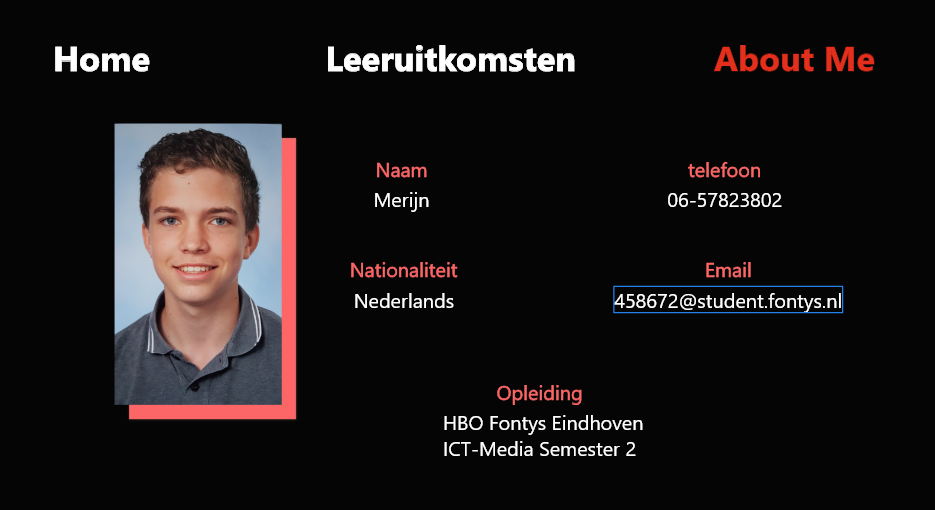 Home
Leeruitkomsten
About Me
Naam
Merijn
telefoon
06-57823802
Nationaliteit
Nederlands
Email
458672@student.fontys.nl
Opleiding
HBO Fontys Eindhoven
ICT-Media Semester 2